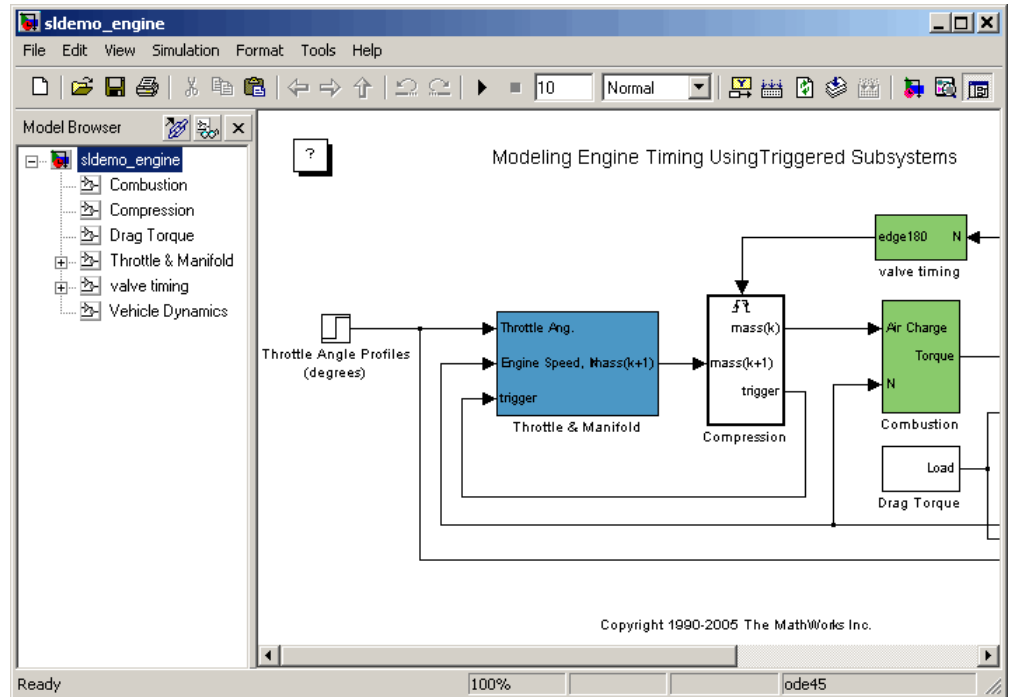 sldemo_engine
File Edit View Simulation Format Tools Help
10 Normal
Model Browser
sldemo_engine
Combustion
Compression
Drag Torque
Throttle & Manifold
valve timing
Vehicle Dynamics
?
Modeling Engine Timing UsingTriggered Subsystems
edge180 N
valve timing
Throttle Angle Profiles
(degrees)
Throttle Ang.
Engine Speed, mass(k+1)
trigger
Throttle & Manifold
mass(k)
mass(k+1)
trigger
Compression
Air Charge
Torque
N
Combustion
Load
Drag Torque
Copyright 1990-2005 The MathWorks Inc.
Ready 100% ode45